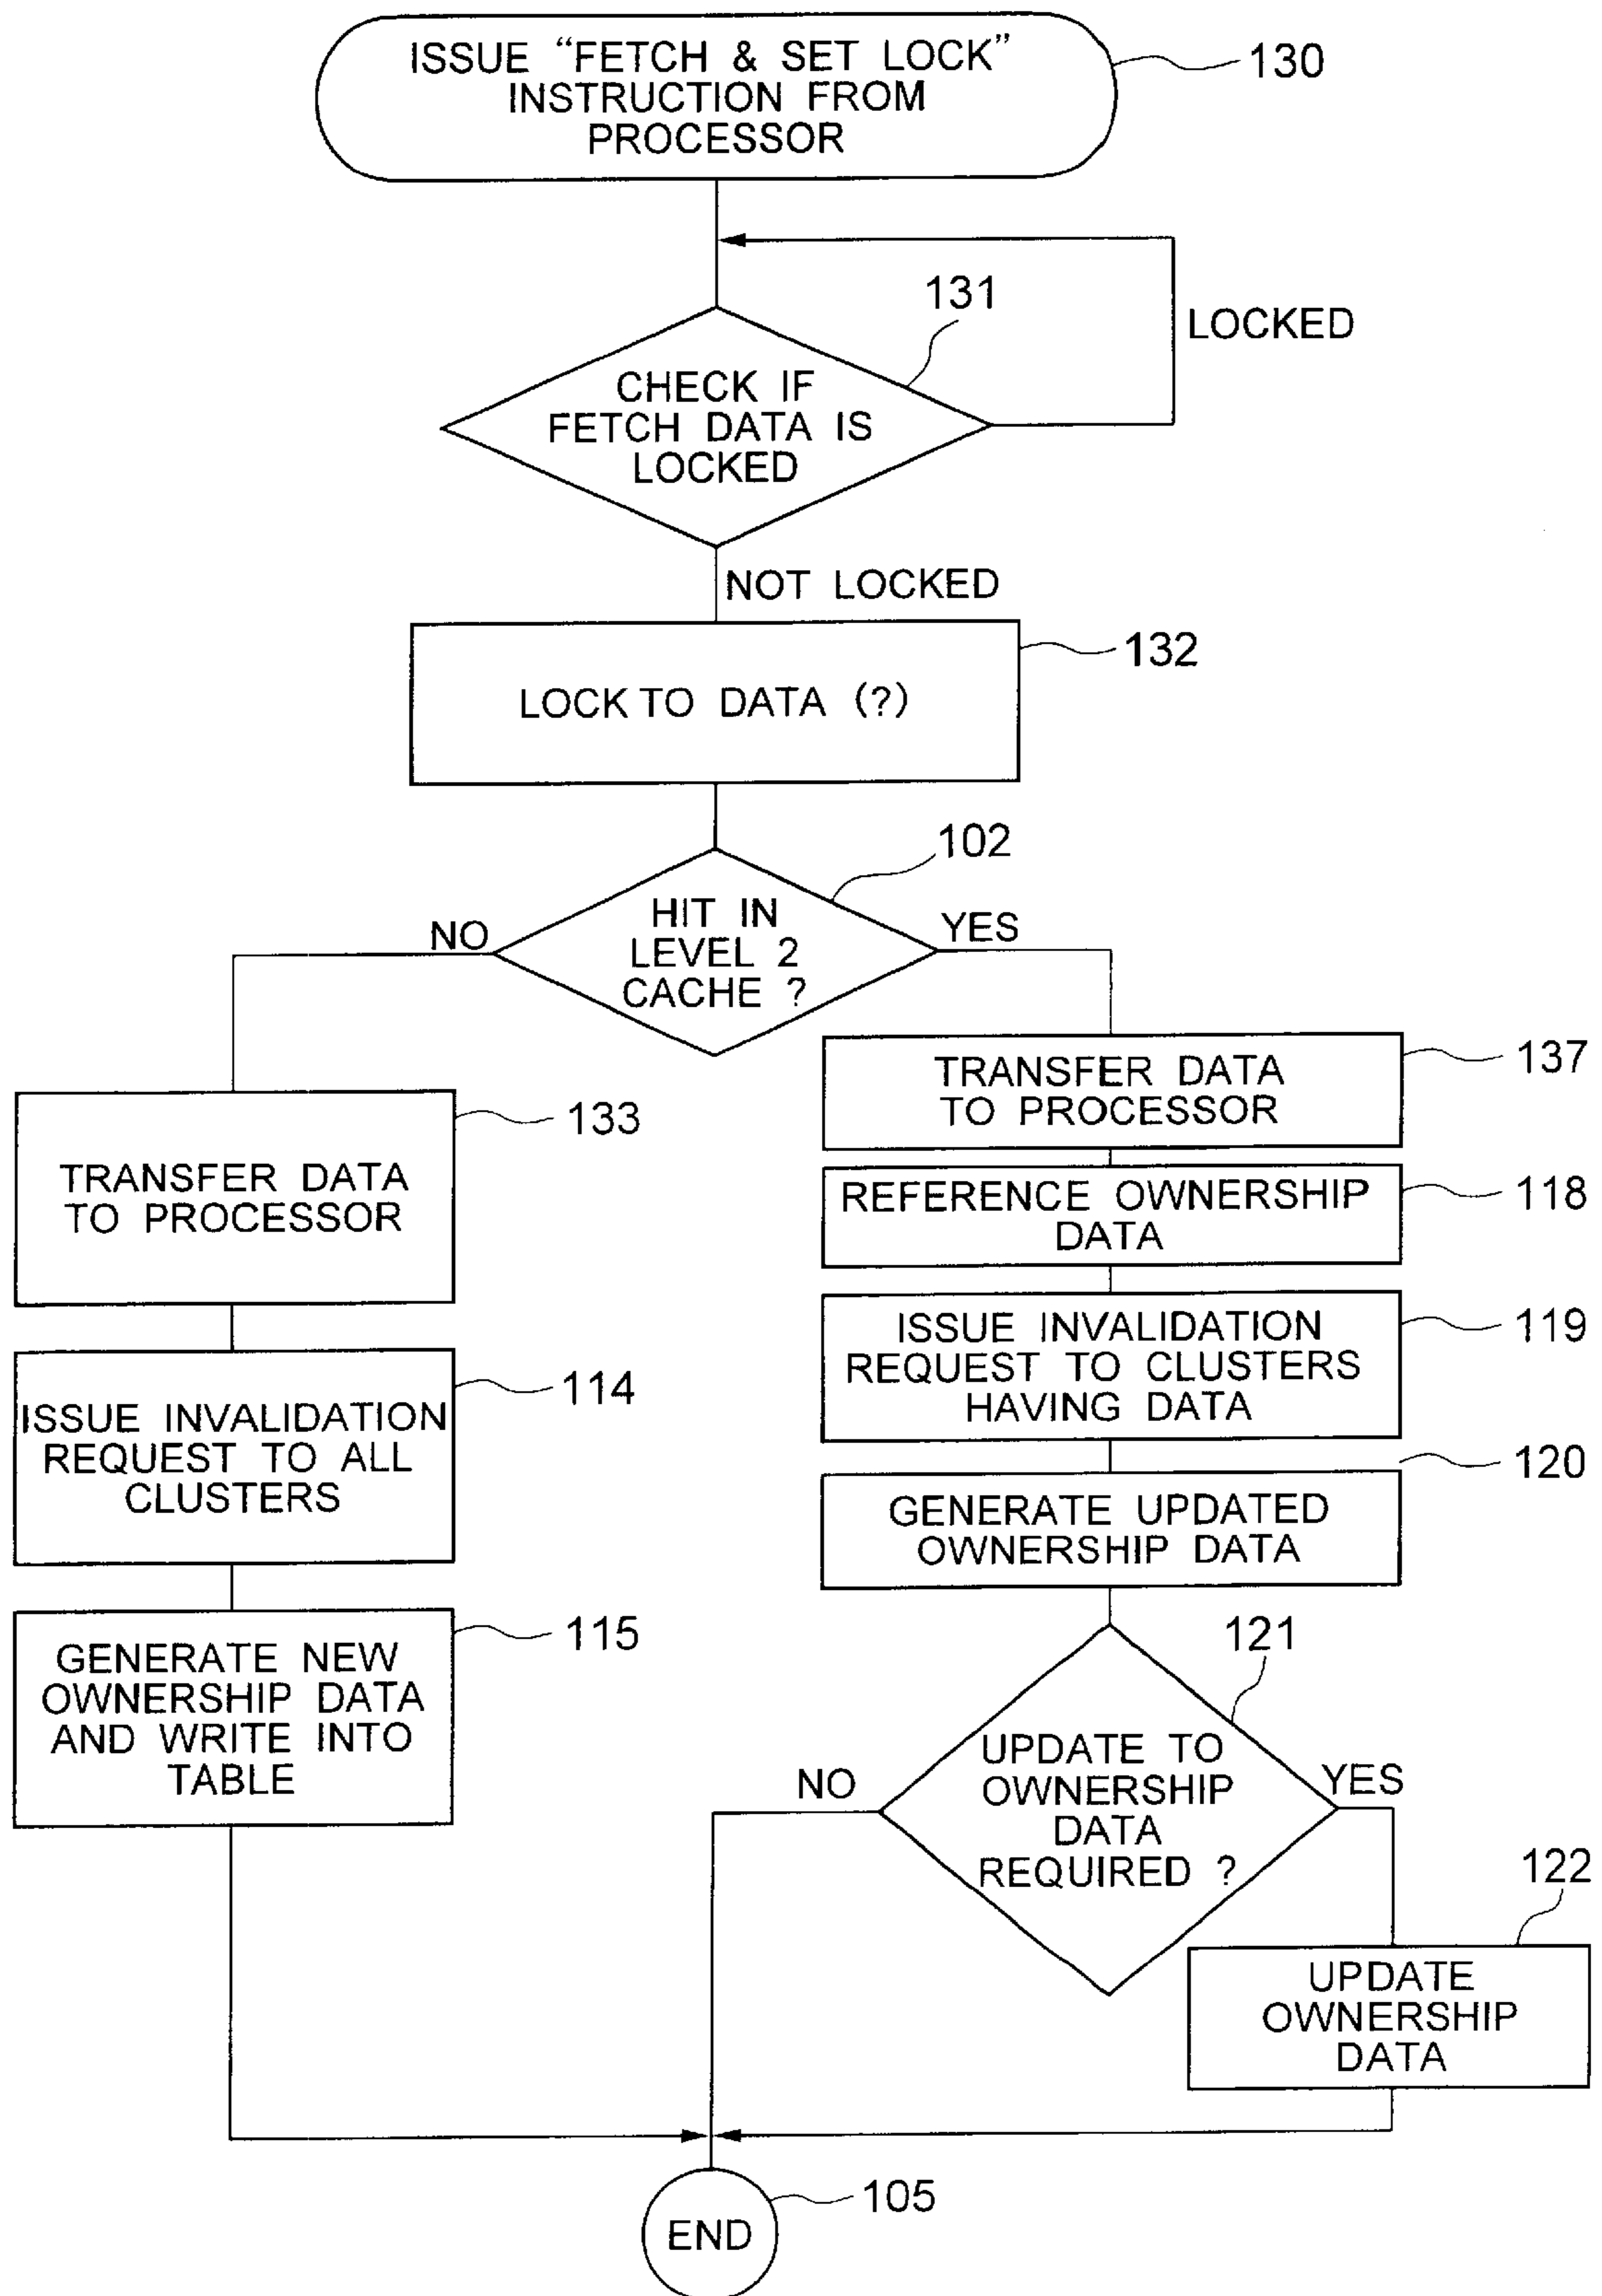 ISSUE “FETCH & SET LOCK”
INSTRUCTION FROM
PROCESSOR
130
131
LOCKED
CHECK IF
FETCH DATA IS
LOCKED
NOT LOCKED
132
LOCK TO DATA (?)
102
HIT IN
LEVEL 2
CACHE ?
NO
YES
133
TRANSFER DATA
TO PROCESSOR
114
ISSUE INVALIDATION
REQUEST TO ALL
CLUSTERS
115
GENERATE NEW
OWNERSHIP DATA
AND WRITE INTO
TABLE
137
TRANSFER DATA
TO PROCESSOR
118
REFERENCE OWNERSHIP
DATA
119
ISSUE INVALIDATION
REQUEST TO CLUSTERS
HAVING DATA
120
GENERATE UPDATED
OWNERSHIP DATA
121
UPDATE TO
OWNERSHIP
DATA
REQUIRED ?
NO
YES
122
UPDATE
OWNERSHIP
DATA
105
END